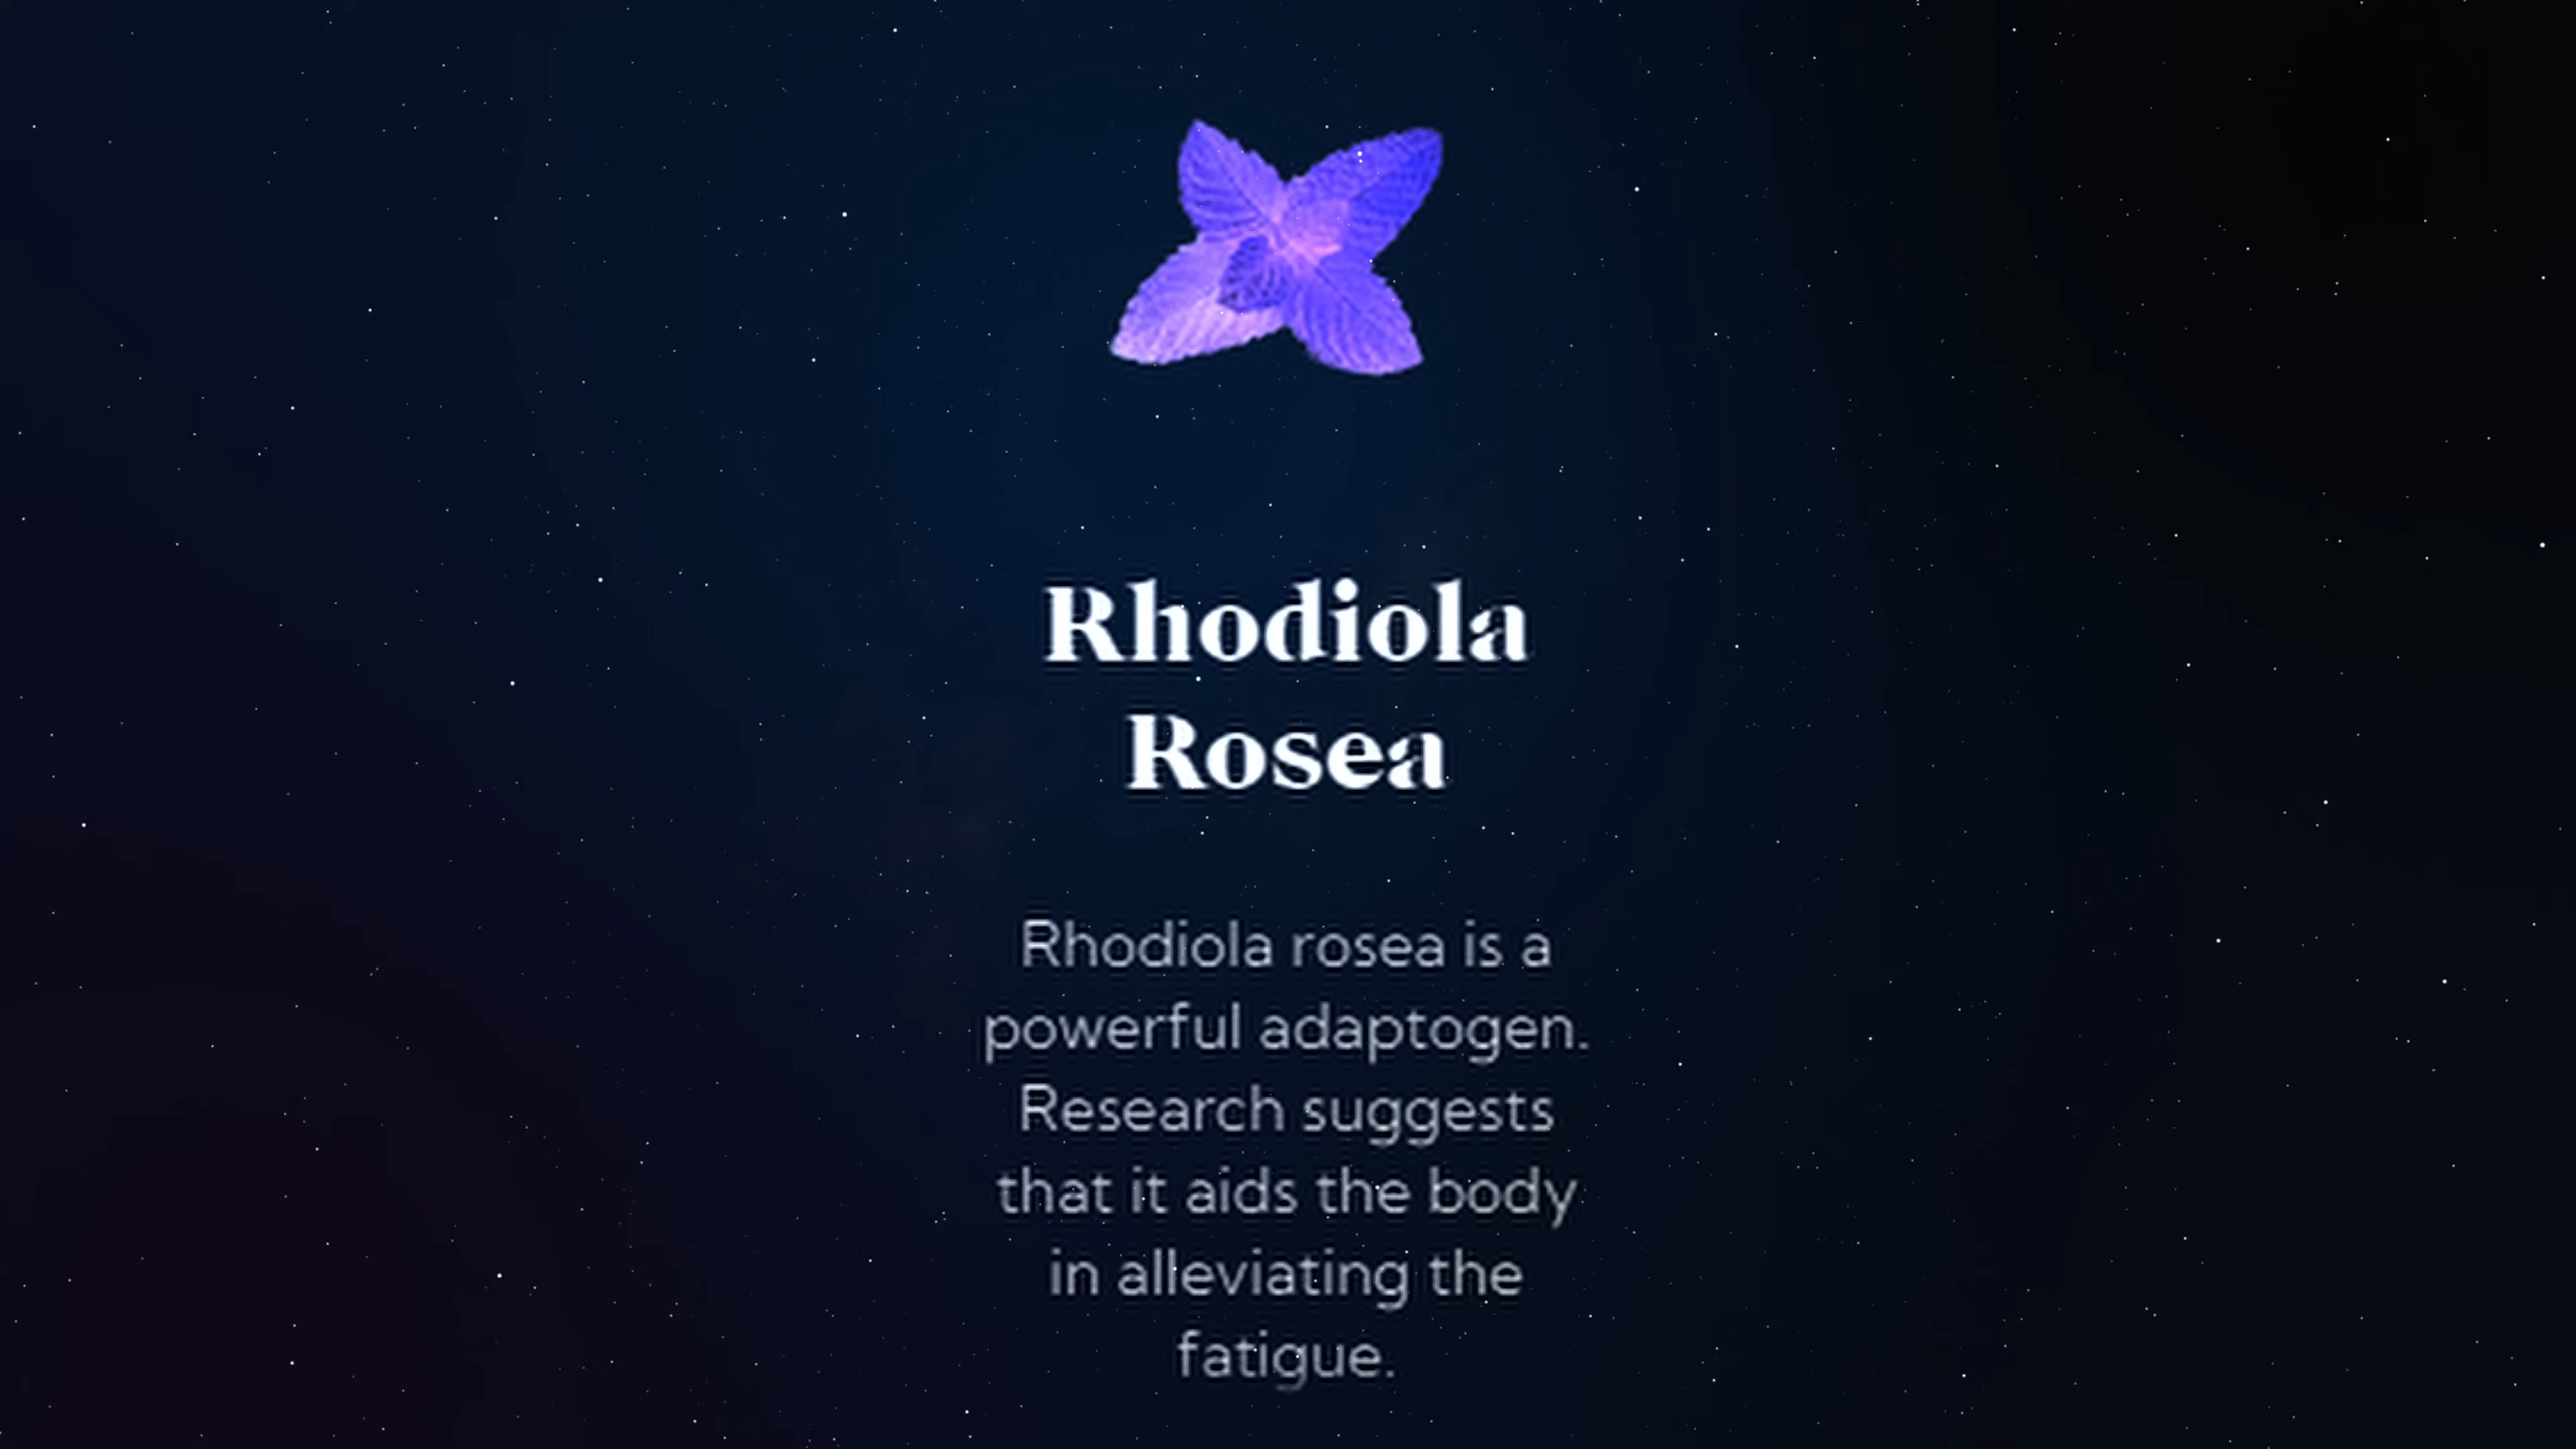 Rhodiola
Rosea
Rhodiola rosea is a
powerful adaptogen.
Research suggests
that it aids the body
in alleviating the
fatigue.